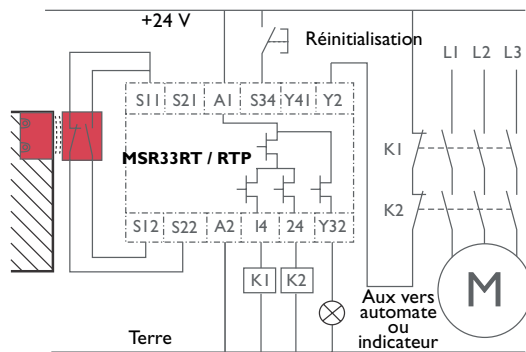 +24 V
Réinitialisation
L1 L2 L3
S11 S21 A1 S34 Y41 Y2
MSR33RT / RTP
K1
K2
S12 S22 A2 14 24 Y32
K1 K2
M
Aux vers
automate
ou
indicateur
Terre